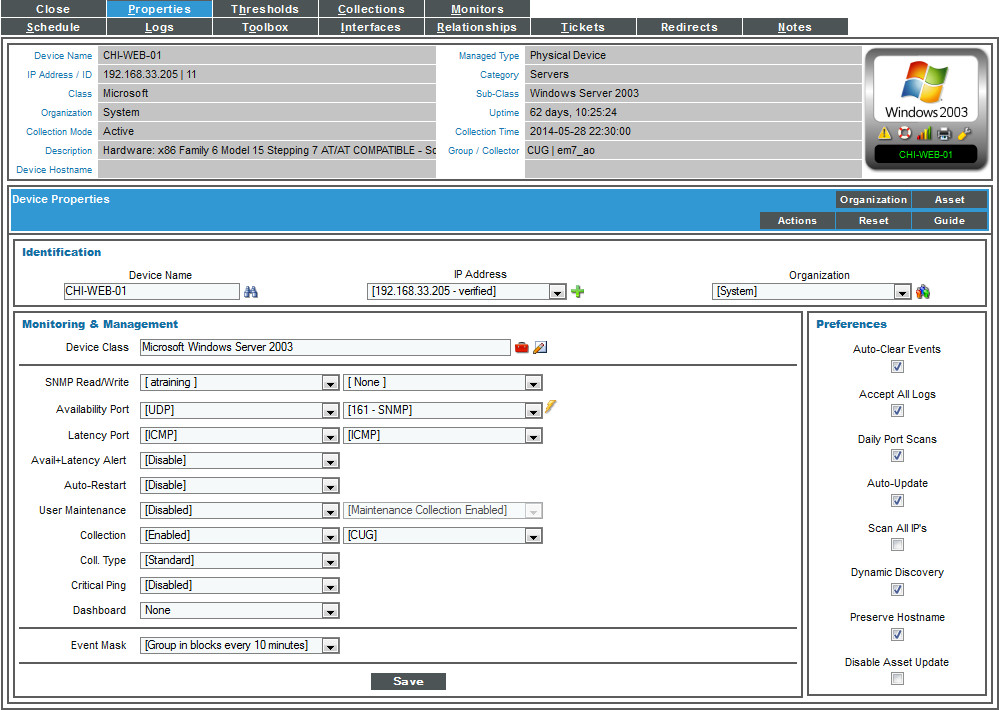 Close Properties Thresholds Collections Monitors
Schedule Logs Toolbox Interfaces Relationships Tickets Redirects Notes
Device Name CHI-WEB-01 Managed Type Physical Device
IP Address / ID 192.168.33.205 | 11 Category Servers
Class Microsoft Sub-Class Windows Server 2003
Organization System Uptime 62 days, 10:25:24
Collection Mode Active Collection Time 2014-05-28 22:30:00
Description Hardware: x86 Family 6 Model 15 Stepping 7 AT/AT COMPATIBLE - Sc Group / Collector CUG | em7_ao
Device Hostname
Windows 2003
CHI-WEB-01
Device Properties Organization Asset
Actions Reset Guide
Identification
Device Name IP Address Organization
CHI-WEB-01 [192.168.33.205 - verified] [System]
Monitoring & Management
Device Class Microsoft Windows Server 2003
SNMP Read/Write [ atraining ] [ None ]
Availability Port [UDP] [161 - SNMP]
Latency Port [ICMP] [ICMP]
Avail+Latency Alert [Disable]
Auto-Restart [Disable]
User Maintenance [Disabled] [Maintenance Collection Enabled]
Collection [Enabled] [CUG]
Coll. Type [Standard]
Critical Ping [Disabled]
Dashboard None
Event Mask [Group in blocks every 10 minutes]
Save
Preferences
Auto-Clear Events
Accept All Logs
Daily Port Scans
Auto-Update
Scan All IP's
Dynamic Discovery
Preserve Hostname
Disable Asset Update